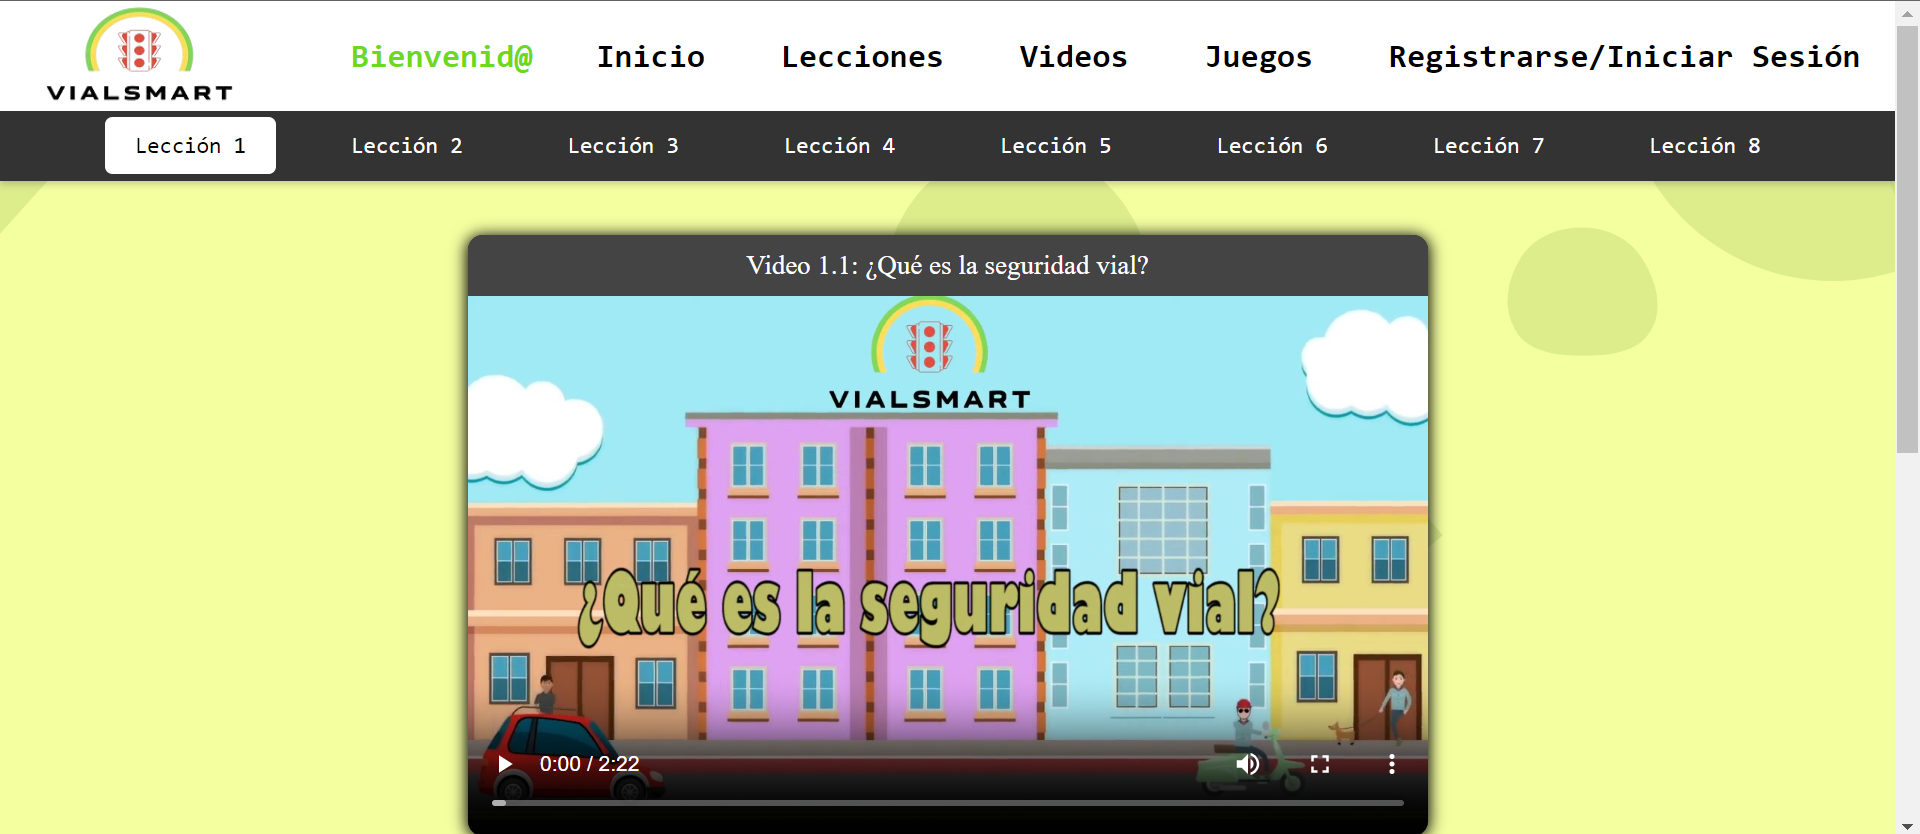 VIALSMART
Bienvenid@ Inicio Lecciones Videos Juegos Registrarse/Iniciar Sesión
Lección 1 Lección 2 Lección 3 Lección 4 Lección 5 Lección 6 Lección 7 Lección 8
Video 1.1: ¿Qué es la seguridad vial?
VIALSMART
¿Qué es la seguridad vial?
0:00 / 2:22